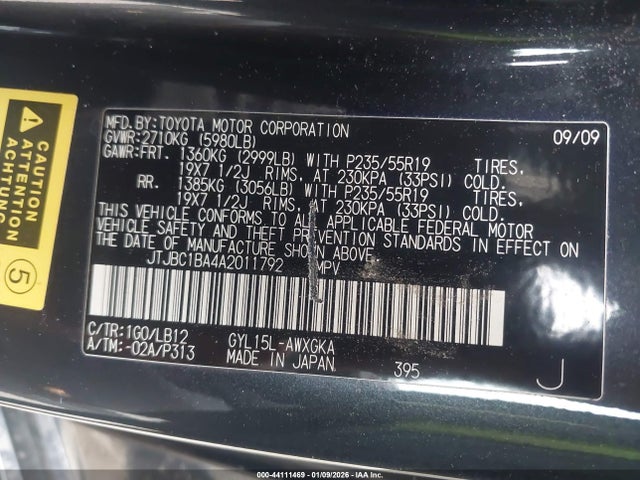 CAUTION
ATTENTION
ACHTUNG
5
MFD.BY:TOYOTA MOTOR CORPORATION 09/09
GVWR:2710KG (5980LB)
GAWR:FRT. 1360KG (2999LB) WITH P235/55R19 TIRES,
19X7 1/2J RIMS, AT 230KPA (33PSI) COLD.
RR. 1385KG (3056LB) WITH P235/55R19 TIRES,
19X7 1/2J RIMS, AT 230KPA (33PSI) COLD.
THIS VEHICLE CONFORMS TO ALL APPLICABLE FEDERAL MOTOR
VEHICLE SAFETY AND THEFT PREVENTION STANDARDS IN EFFECT ON
THE DATE OF MANUFACTURE SHOWN ABOVE.
JTJBC1BA4A2011792 MPV
C/TR:1G0/LB12 GYL15L-AWXGKA
A/TM:-02A/P313 MADE IN JAPAN 395
J
000-44111469 | 01/09/2026 - IAA Inc.